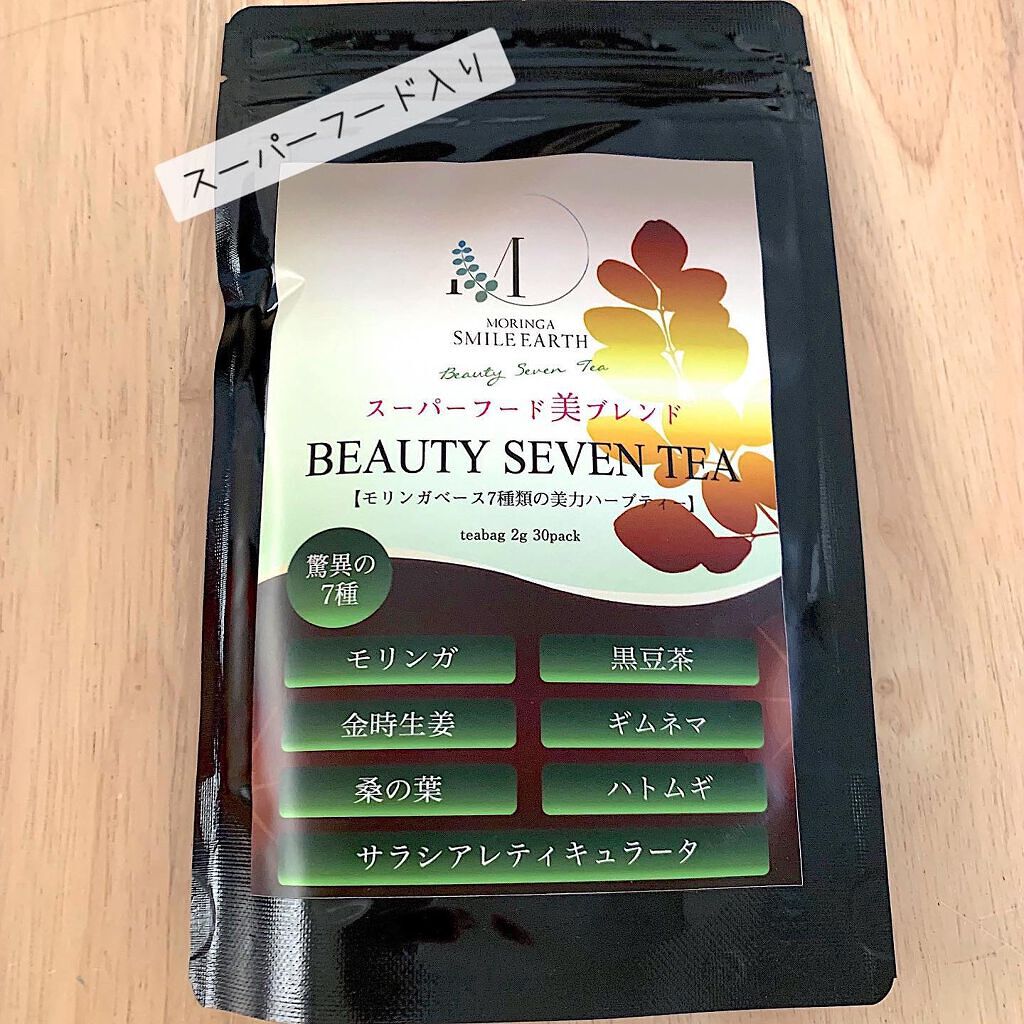 スーパーフード入り
M
MORINGA
SMILE EARTH
Beauty Seven Tea
スーパーフード美ブレンド
BEAUTY SEVEN TEA
【モリンガベース7種類の美力ハーブティー】
teabag 2g 30pack
驚異の
7種
モリンガ
黒豆茶
金時生姜
ギムネマ
桑の葉
ハトムギ
サラシアレティキュラータ